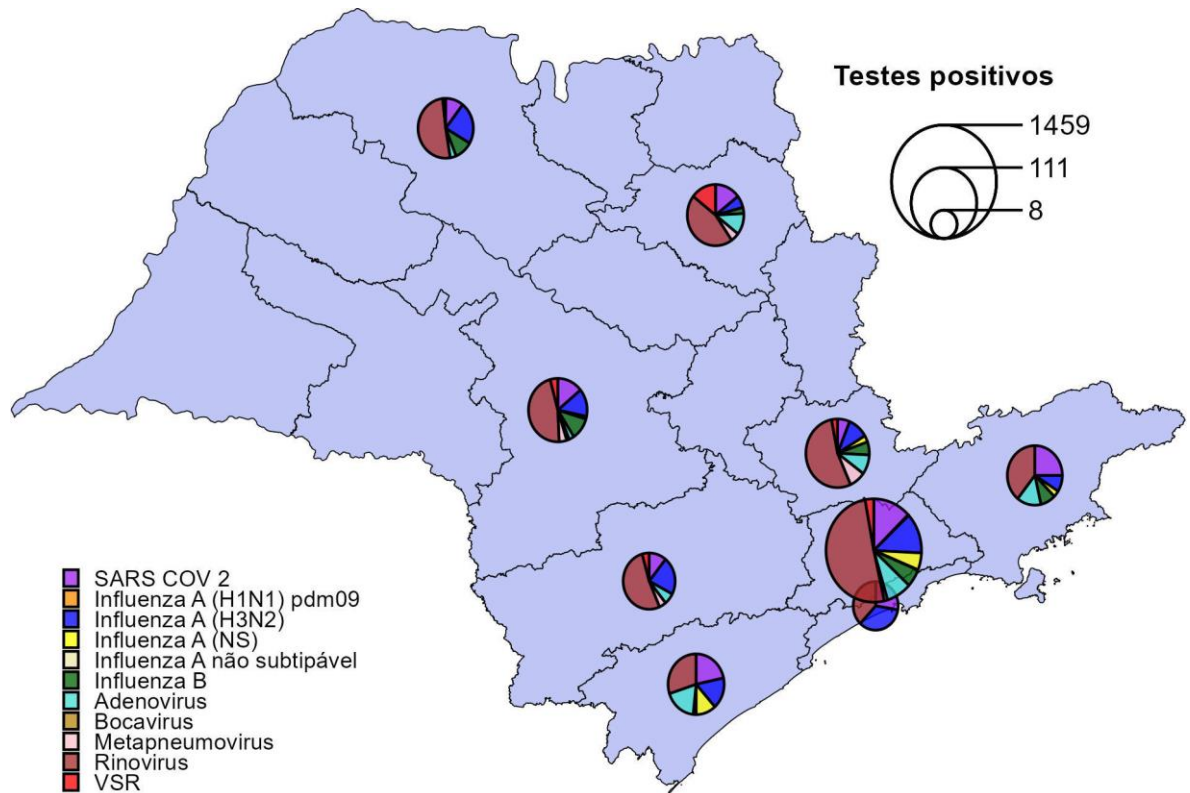 Testes positivos
1459
111
8
SARS COV 2
Influenza A (H1N1) pdm09
Influenza A (H3N2)
Influenza A (NS)
Influenza A não subtipável
Influenza B
Adenovirus
Bocavirus
Metapneumovirus
Rinovirus
VSR